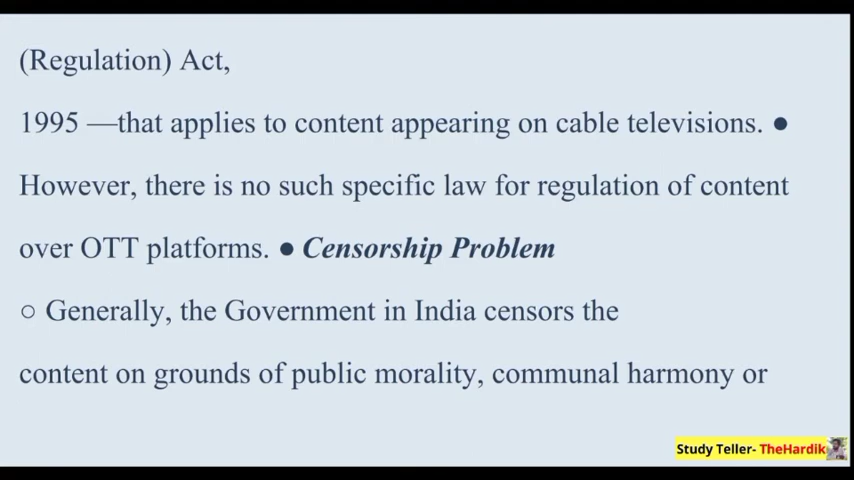 (Regulation) Act,
1995 —that applies to content appearing on cable televisions. ●
However, there is no such specific law for regulation of content
over OTT platforms. ● Censorship Problem
○ Generally, the Government in India censors the
content on grounds of public morality, communal harmony or
Study Teller- TheHardik